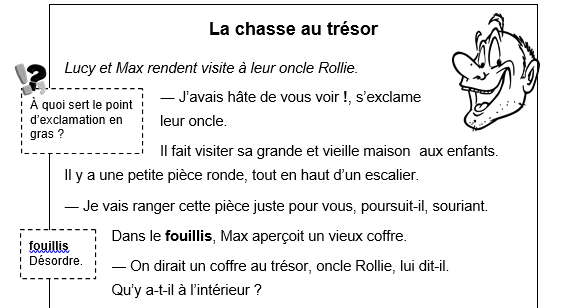 La chasse au trésor
Lucy et Max rendent visite à leur oncle Rollie.
À quoi sert le point
d'exclamation en
gras ?
— J'avais hâte de vous voir !, s'exclame
leur oncle.
Il fait visiter sa grande et vieille maison aux enfants.
Il y a une petite pièce ronde, tout en haut d'un escalier.
— Je vais ranger cette pièce juste pour vous, poursuit-il, souriant.
fouillis
Désordre.
Dans le fouillis, Max aperçoit un vieux coffre.
— On dirait un coffre au trésor, oncle Rollie, lui dit-il.
Qu'y a-t-il à l'intérieur ?